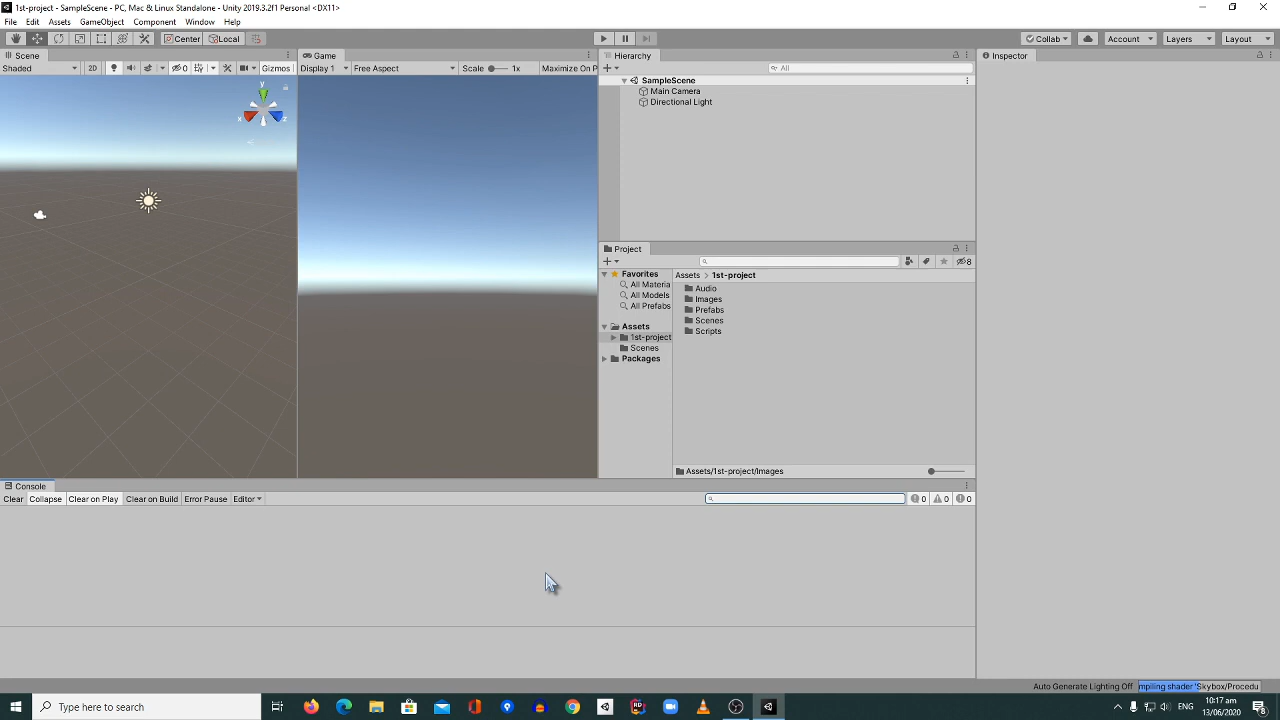 1st-project - SampleScene - PC, Mac & Linux Standalone - Unity 2019.3.2f1 Personal <DX11>
File Edit Assets GameObject Component Window Help
Center Local Collab Account Layers Layout
Scene Game Hierarchy Inspector
Shaded 2D 0 Gizmos Display 1 Free Aspect Scale 1x Maximize On P All
SampleScene
Main Camera
Directional Light
Project
8
Favorites Assets > 1st-project
All Materia Audio
All Models Images
All Prefabs Prefabs
Scenes
Assets Scripts
1st-project
Scenes
Packages
Assets/1st-project/Images
Console
Clear Collapse Clear on Play Clear on Build Error Pause Editor 0 0 0
Auto Generate Lighting Off mpiling shader 'Skybox/Procedu
Type here to search
ENG
10:17 am
13/06/2020
8